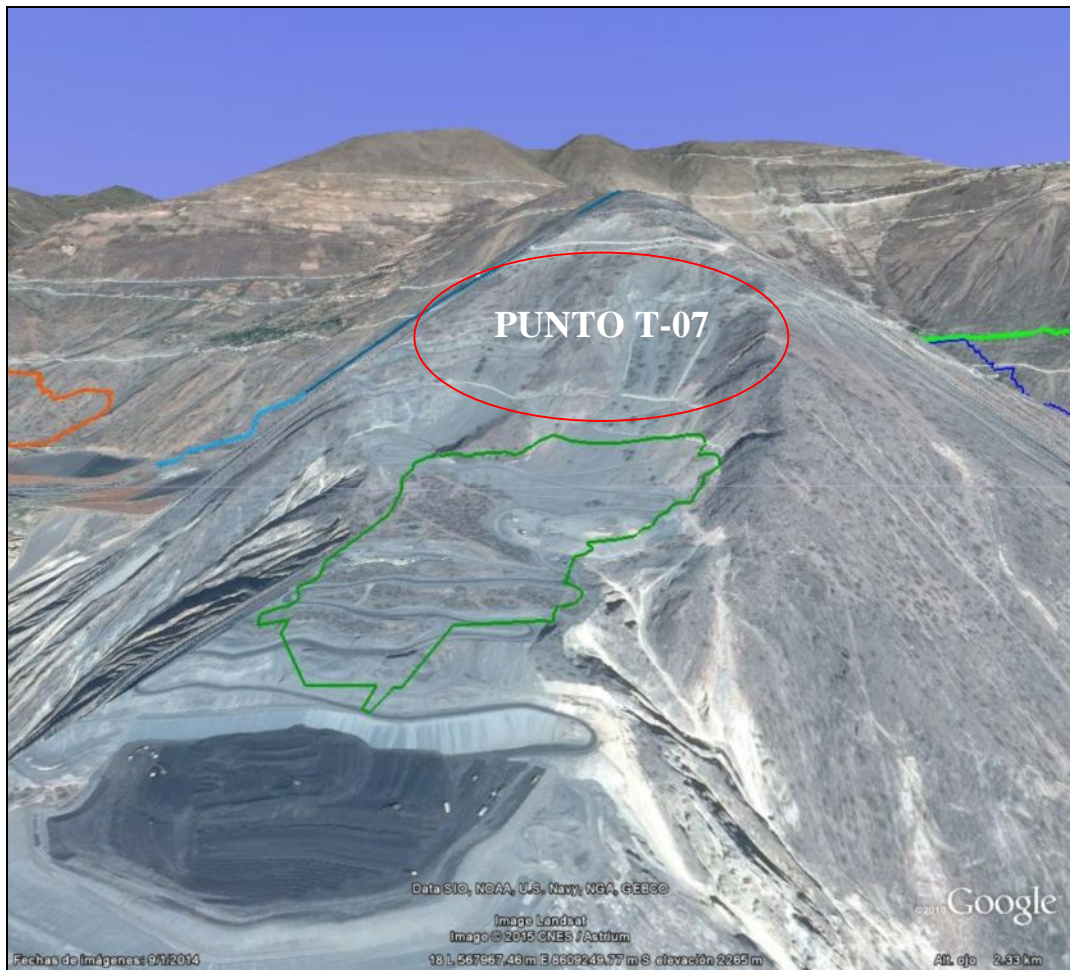 PUNTO T-07
Data SIO, NOAA, U.S. Navy, NGA, GEBCO
Image Landsat
Image © 2015 CNES / Astrium
© 2010 Google
Fechas de imágenes: 9/1/2014
18 L 567967.46 m E 8609249.77 m S elevación 2265 m
Alt. ojo 2.33 km